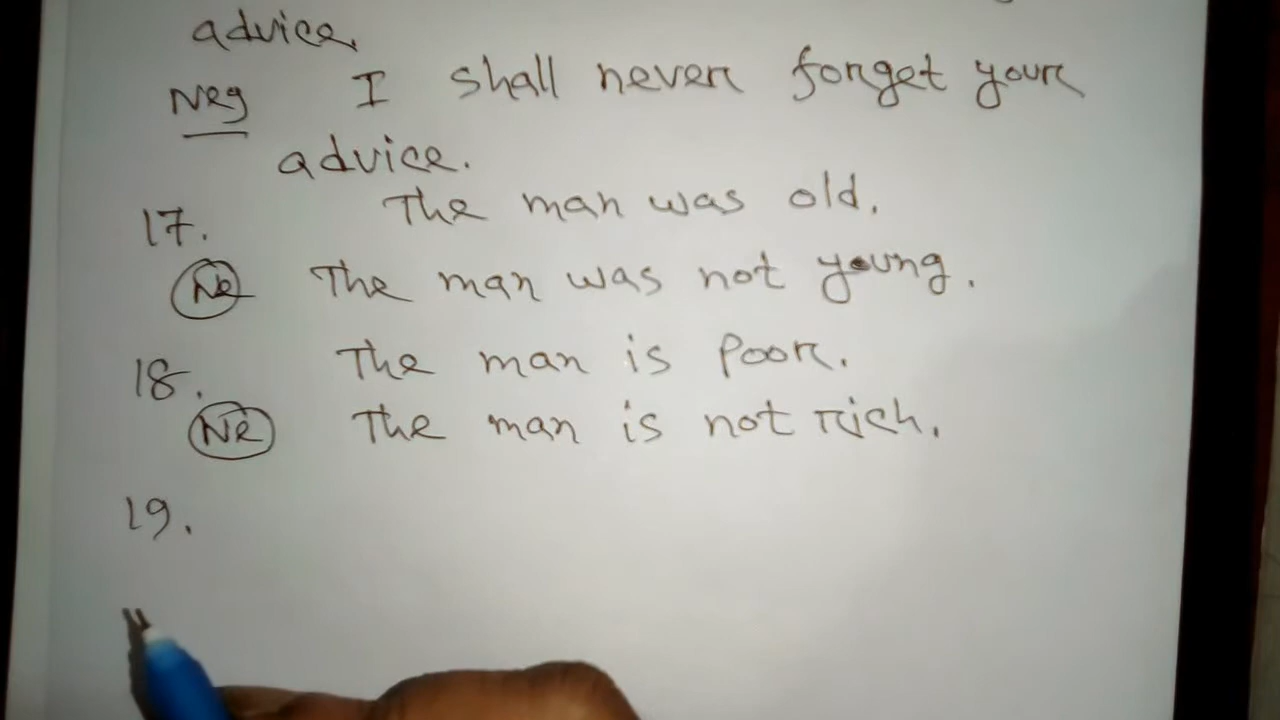 advice,
Neg I shall never forget your
advice.
17. The man was old.
Ne The man was not young.
18. The man is poor.
Ne The man is not rich.
19.